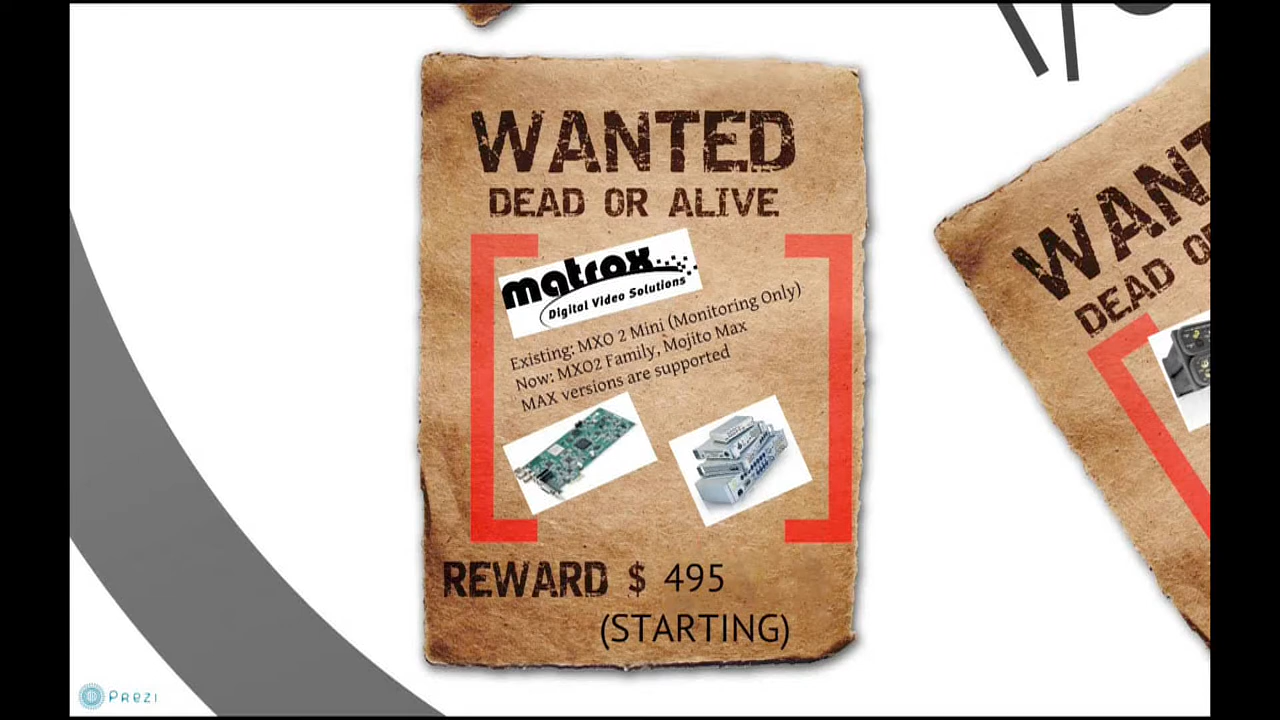 WANTED
DEAD OR ALIVE
matrox
Digital Video Solutions
Existing: MXO 2 Mini (Monitoring Only)
Now: MXO2 Family, Mojito Max
MAX versions are supported
REWARD $ 495
(STARTING)
WANT
DEAD O
Prezi